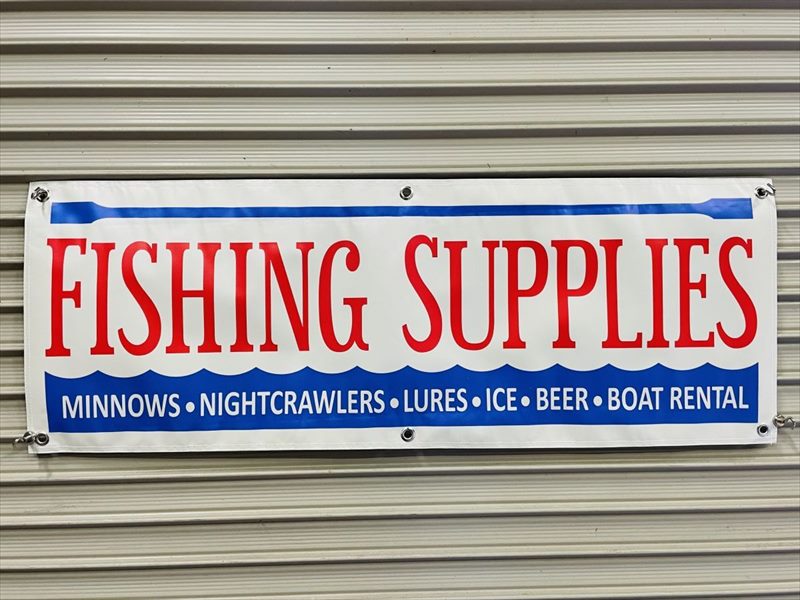 FISHING SUPPLIES
MINNOWS • NIGHTCRAWLERS • LURES • ICE • BEER • BOAT RENTAL